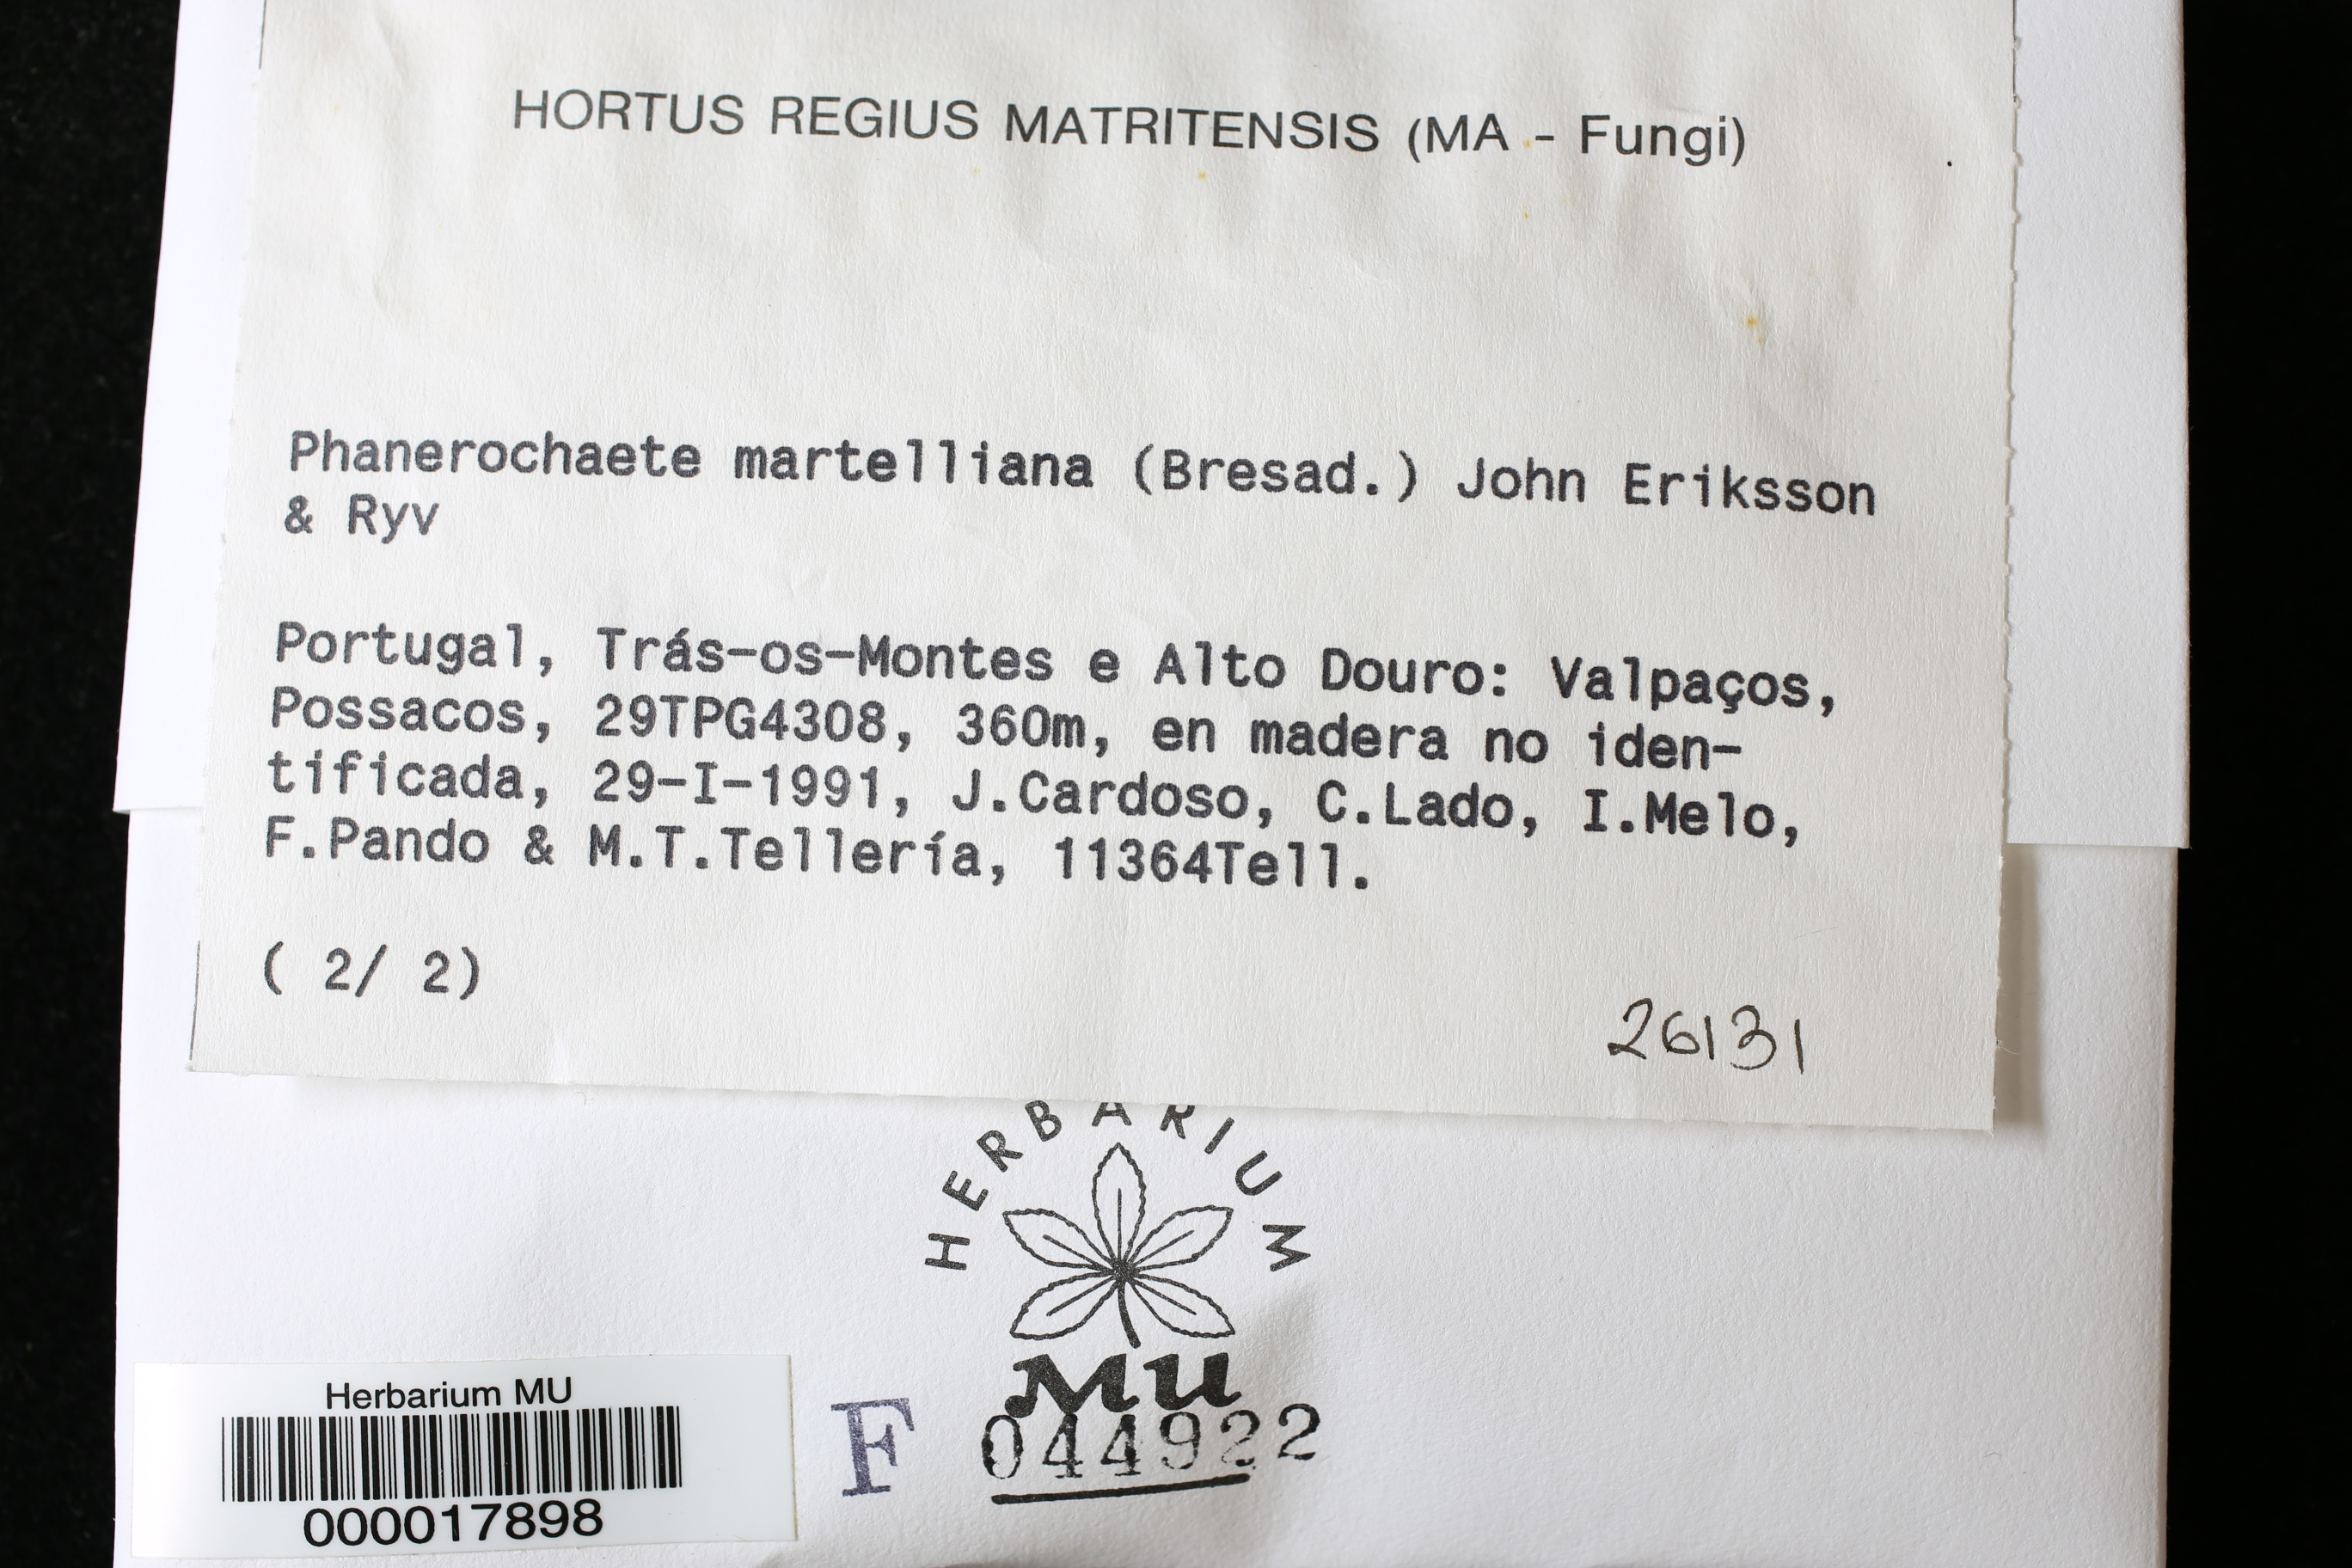 HORTUS REGIUS MATRITENSIS (MA - Fungi)
Phanerochaete martelliana (Bresad.) John Eriksson
& Ryv
Portugal, Trás-os-Montes e Alto Douro: Valpaços,
Possacos, 29TPG4308, 360m, en madera no iden-
tificada, 29-I-1991, J.Cardoso, C.Lado, I.Melo,
F.Pando & M.T.Tellería, 11364Tell.
( 2/ 2)
26131
HERBARIUM
MU
F 044922
Herbarium MU
000017898